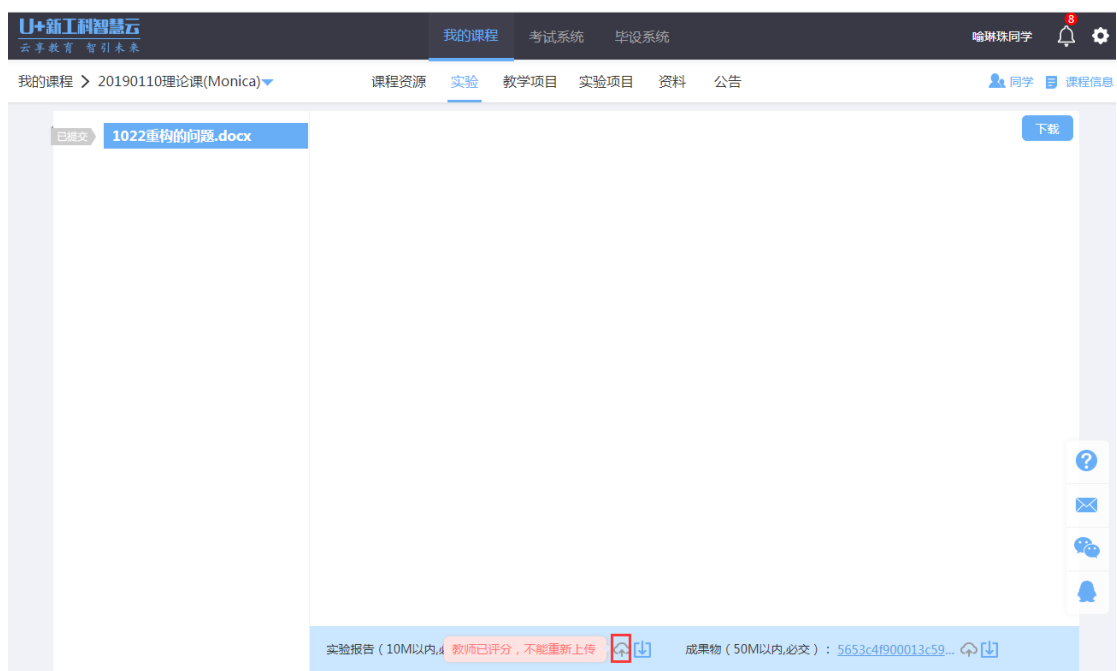 U+新工科智慧云
云享教育 智引未来
我的课程 考试系统 毕设系统
喻琳珠同学 8
我的课程 > 20190110理论课(Monica)
课程资源 实验 教学项目 实验项目 资料 公告
同学 课程信息
已提交 1022重构的问题.docx
下载
实验报告（10M以内, 教师已评分，不能重新上传 成果物（50M以内,必交）： 5653c4f900013c59...